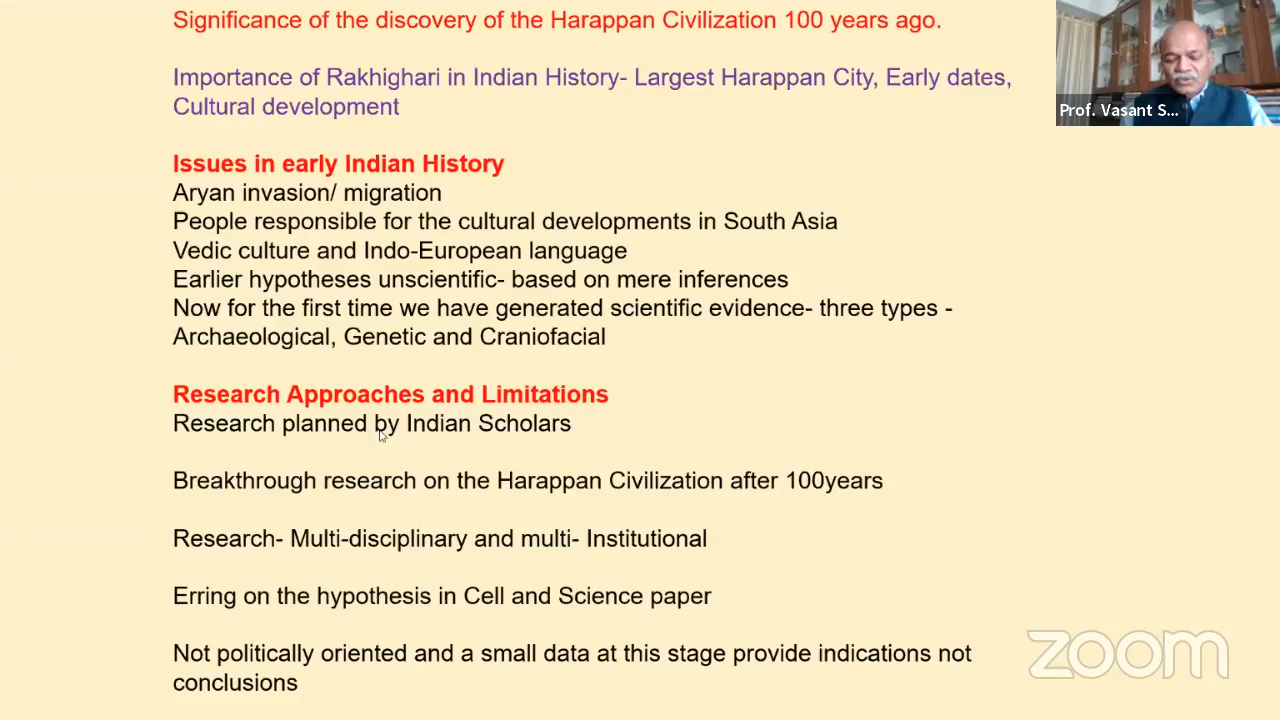 Significance of the discovery of the Harappan Civilization 100 years ago.
Importance of Rakhighari in Indian History- Largest Harappan City, Early dates,
Cultural development
Prof. Vasant S...
Issues in early Indian History
Aryan invasion/ migration
People responsible for the cultural developments in South Asia
Vedic culture and Indo-European language
Earlier hypotheses unscientific- based on mere inferences
Now for the first time we have generated scientific evidence- three types -
Archaeological, Genetic and Craniofacial
Research Approaches and Limitations
Research planned by Indian Scholars
Breakthrough research on the Harappan Civilization after 100years
Research- Multi-disciplinary and multi- Institutional
Erring on the hypothesis in Cell and Science paper
Not politically oriented and a small data at this stage provide indications not
conclusions
zoom